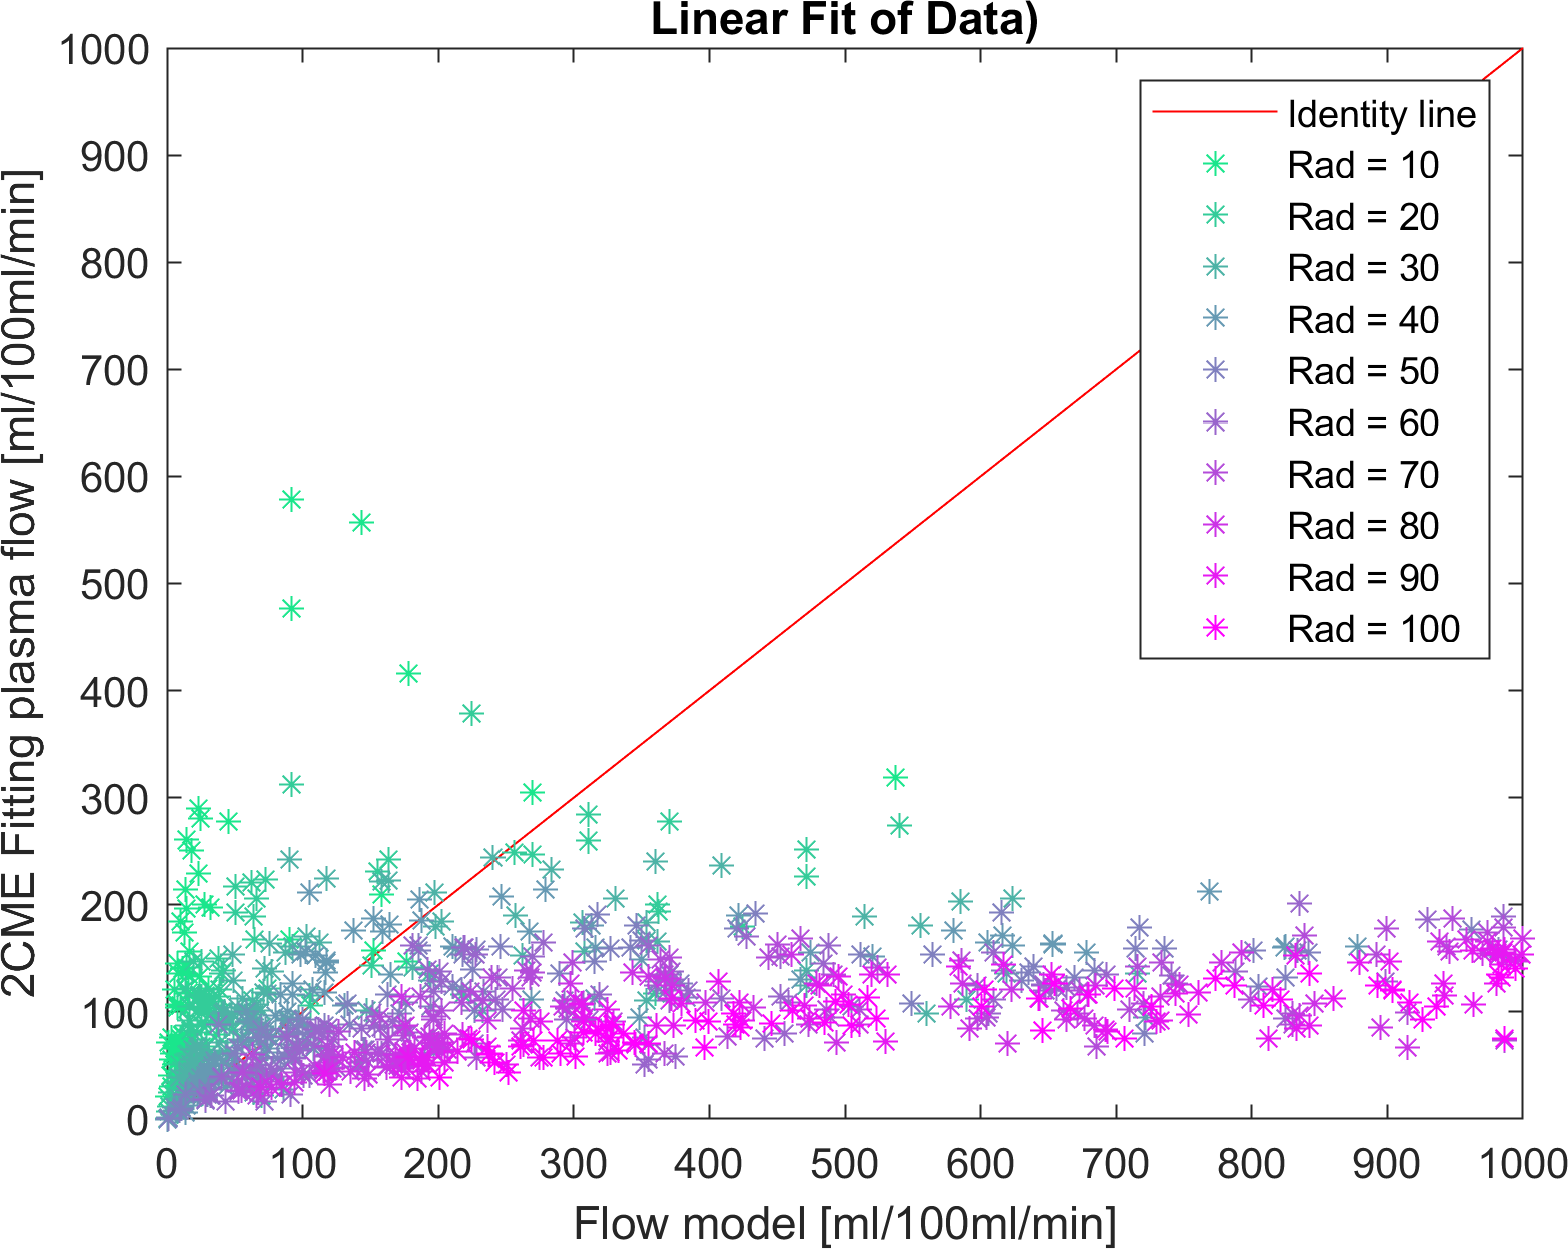 Linear Fit of Data)
1000
900
800
700
600
500
400
300
200
100
0
2CME Fitting plasma flow [ml/100ml/min]
Identity line
Rad = 10
Rad = 20
Rad = 30
Rad = 40
Rad = 50
Rad = 60
Rad = 70
Rad = 80
Rad = 90
Rad = 100
0 100 200 300 400 500 600 700 800 900 1000
Flow model [ml/100ml/min]